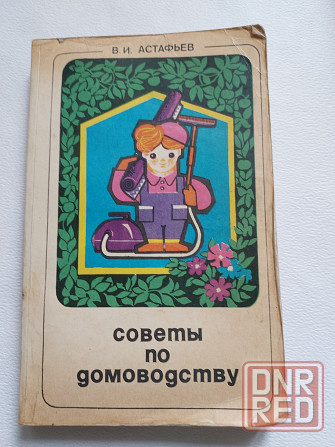 В. И. АСТАФЬЕВ
советы
по
домоводству
DNR
RED